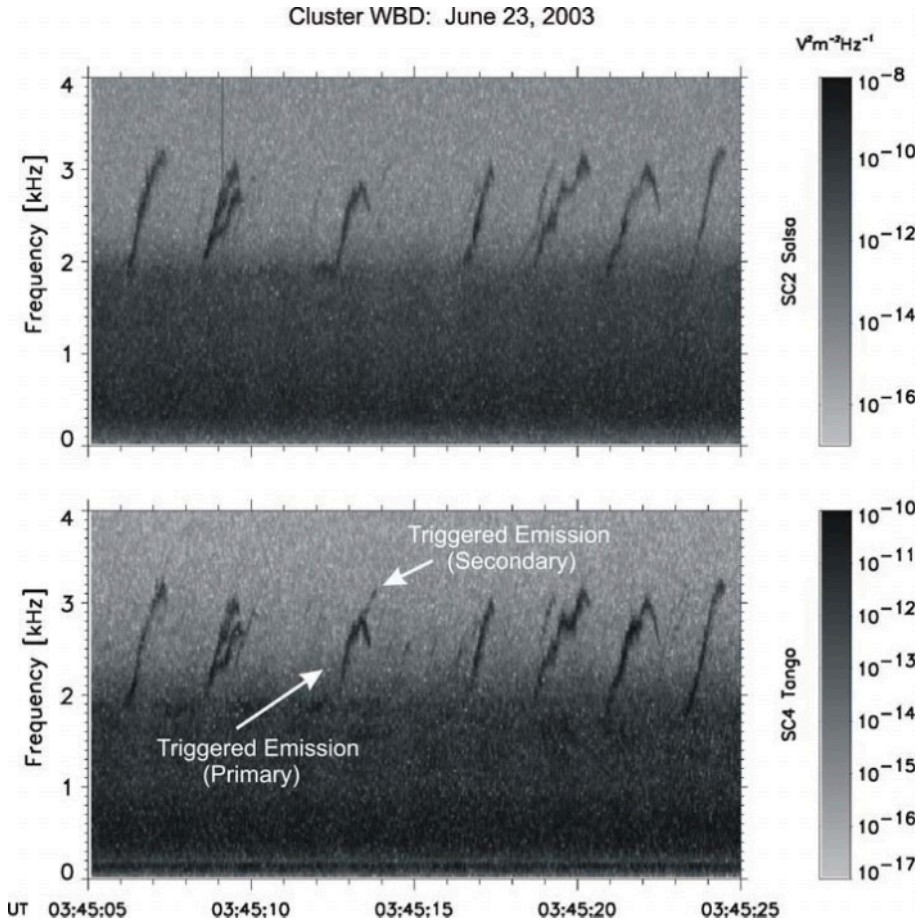 Cluster WBD: June 23, 2003
V²m⁻²Hz⁻¹
4
3
2
1
0
Frequency [kHz]
SC2 Salsa
10⁻⁸
10⁻¹⁰
10⁻¹²
10⁻¹⁴
10⁻¹⁶
4
3
2
1
0
Frequency [kHz]
Triggered Emission
(Secondary)
Triggered Emission
(Primary)
SC4 Tango
10⁻¹⁰
10⁻¹¹
10⁻¹²
10⁻¹³
10⁻¹⁴
10⁻¹⁵
10⁻¹⁶
10⁻¹⁷
UT 03:45:05 03:45:10 03:45:15 03:45:20 03:45:25